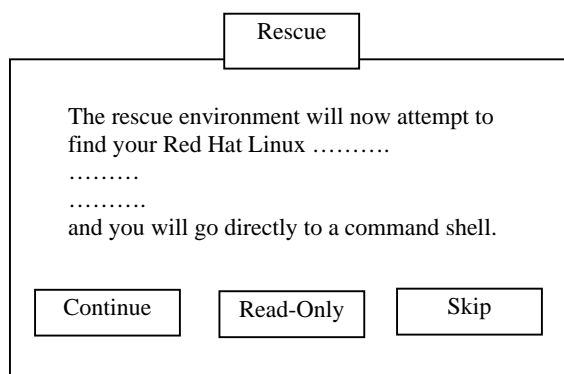 Rescue
The rescue environment will now attempt to
find your Red Hat Linux ……….
………
……….
and you will go directly to a command shell.
Continue
Read-Only
Skip